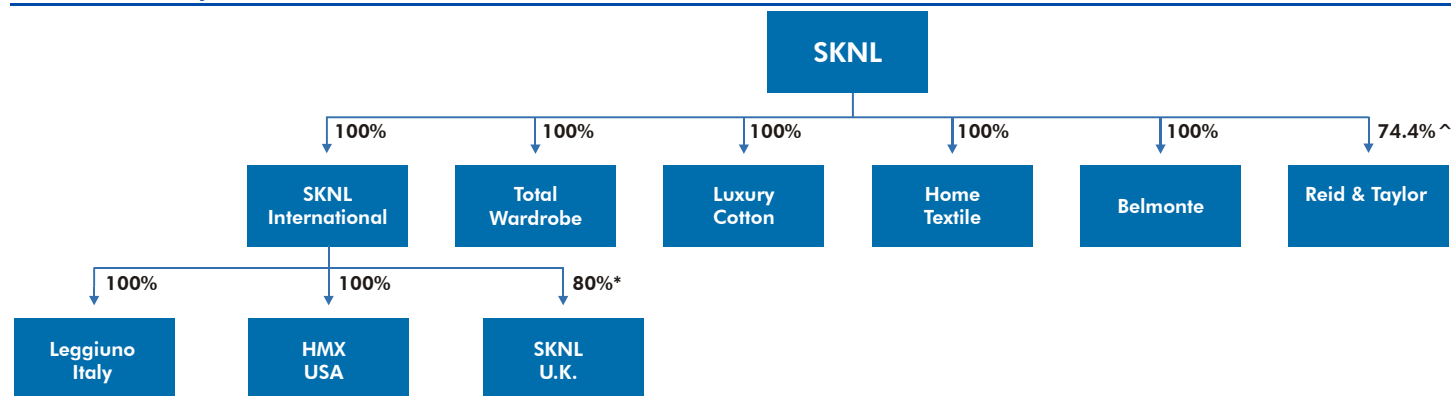 SKNL
100%
100%
100%
100%
100%
74.4% ^
SKNL
International
Total
Wardrobe
Luxury
Cotton
Home
Textile
Belmonte
Reid & Taylor
100%
100%
80%*
Leggiuno
Italy
HMX
USA
SKNL
U.K.